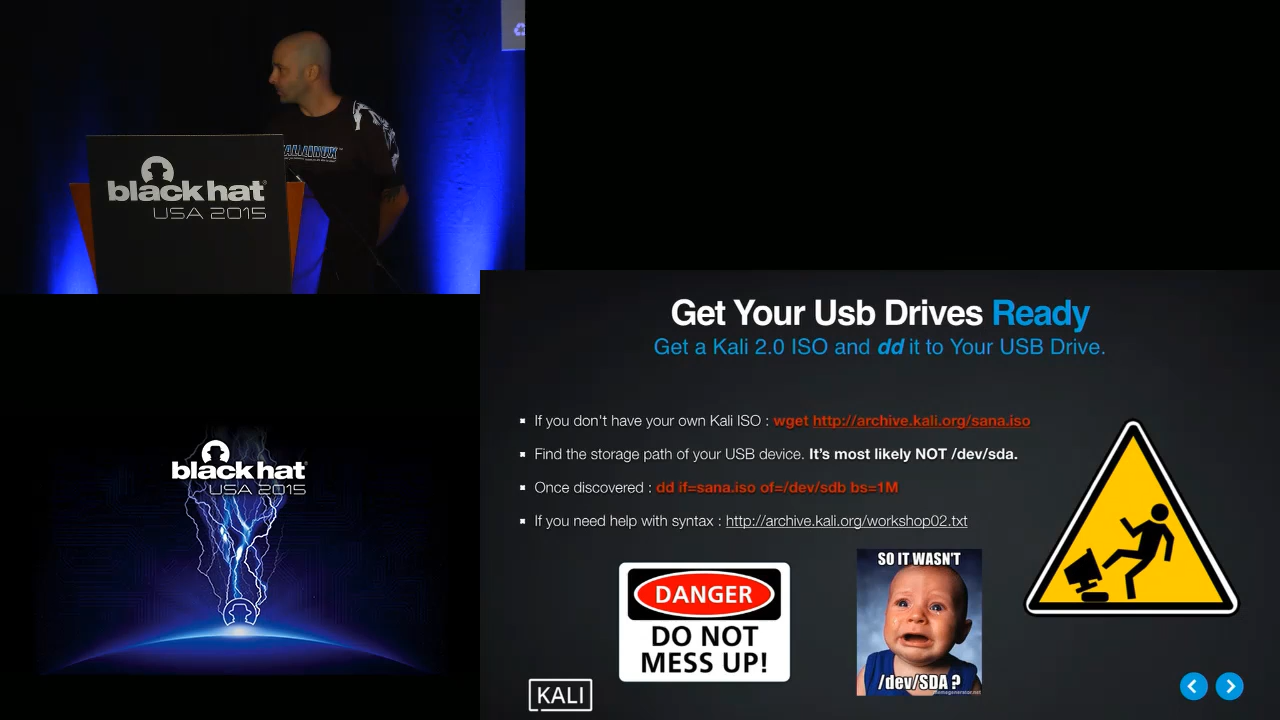 KALI LINUX
black hat
USA 2015
black hat
USA 2015
Get Your Usb Drives Ready
Get a Kali 2.0 ISO and dd it to Your USB Drive.
If you don't have your own Kali ISO : wget http://archive.kali.org/sana.iso
Find the storage path of your USB device. It's most likely NOT /dev/sda.
Once discovered : dd if=sana.iso of=/dev/sdb bs=1M
If you need help with syntax : http://archive.kali.org/workshop02.txt
DANGER
DO NOT
MESS UP!
SO IT WASN'T
/dev/SDA ?
KALI